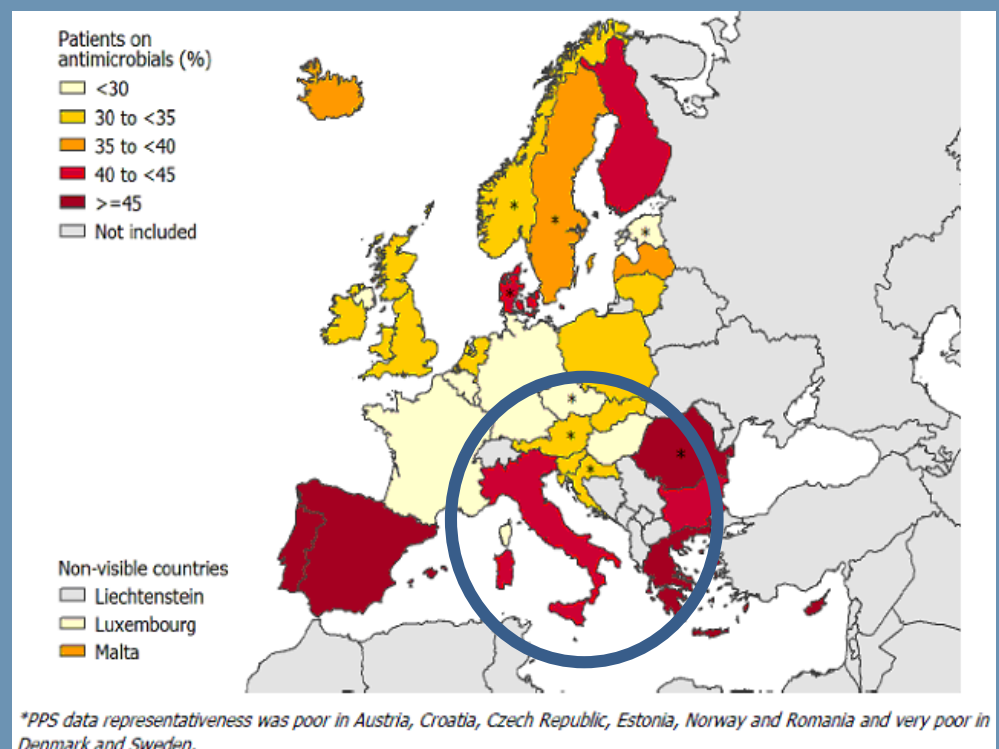 Patients on
antimicrobials (%)
<30
30 to <35
35 to <40
40 to <45
>=45
Not included
Non-visible countries
Liechtenstein
Luxembourg
Malta
*PPS data representativeness was poor in Austria, Croatia, Czech Republic, Estonia, Norway and Romania and very poor in
Denmark and Sweden.